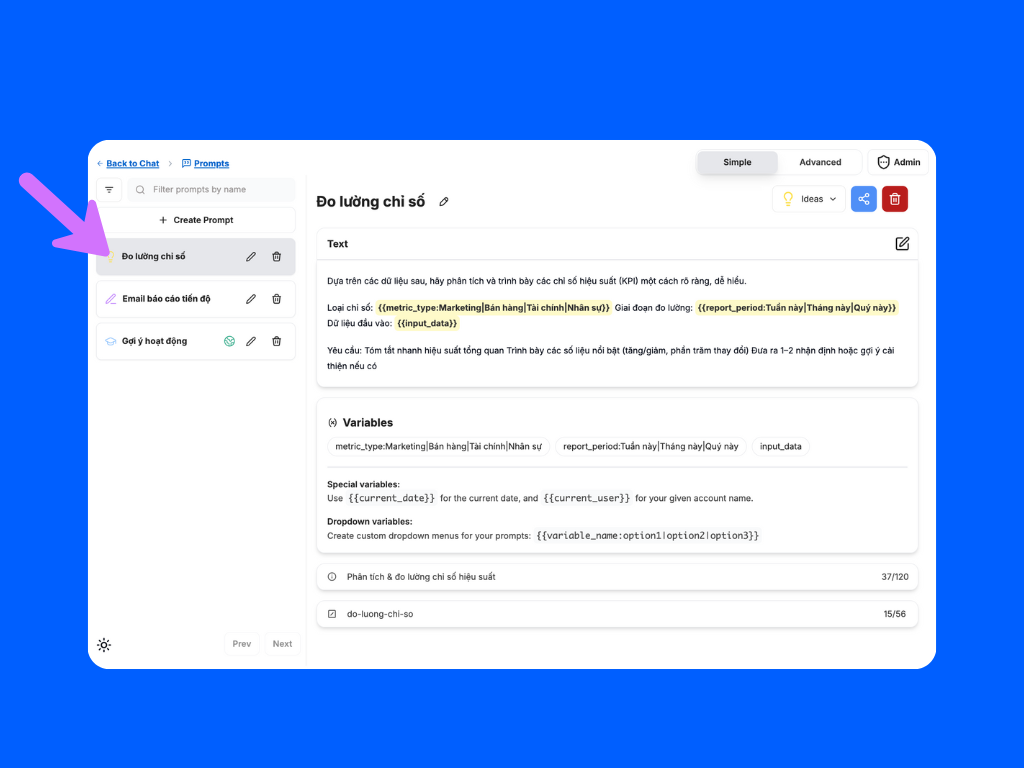 Back to Chat
Prompts
Simple
Advanced
Admin
Filter prompts by name
Create Prompt
Đo lường chỉ số
Email báo cáo tiến độ
Gợi ý hoạt động
Prev
Next
Đo lường chỉ số
Ideas
Text
Dựa trên các dữ liệu sau, hãy phân tích và trình bày các chỉ số hiệu suất (KPI) một cách rõ ràng, dễ hiểu.
Loại chỉ số: {{metric_type:Marketing|Bán hàng|Tài chính|Nhân sự}} Giai đoạn đo lường: {{report_period:Tuần này|Tháng này|Quý này}}
Dữ liệu đầu vào: {{input_data}}
Yêu cầu: Tóm tắt nhanh hiệu suất tổng quan Trình bày các số liệu nổi bật (tăng/giảm, phần trăm thay đổi) Đưa ra 1–2 nhận định hoặc gợi ý cải
thiện nếu có
Variables
metric_type:Marketing|Bán hàng|Tài chính|Nhân sự
report_period:Tuần này|Tháng này|Quý này
input_data
Special variables:
Use {{current_date}} for the current date, and {{current_user}} for your given account name.
Dropdown variables:
Create custom dropdown menus for your prompts: {{variable_name:option1|option2|option3}}
Phân tích & đo lường chỉ số hiệu suất
37/120
do-luong-chi-so
15/56